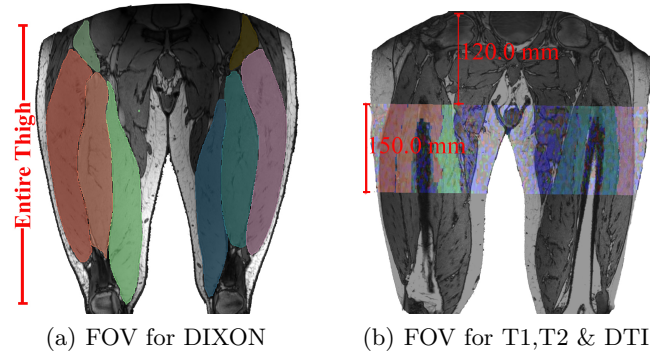 Entire Thigh
120.0 mm
150.0 mm
(a) FOV for DIXON
(b) FOV for T1,T2 & DTI